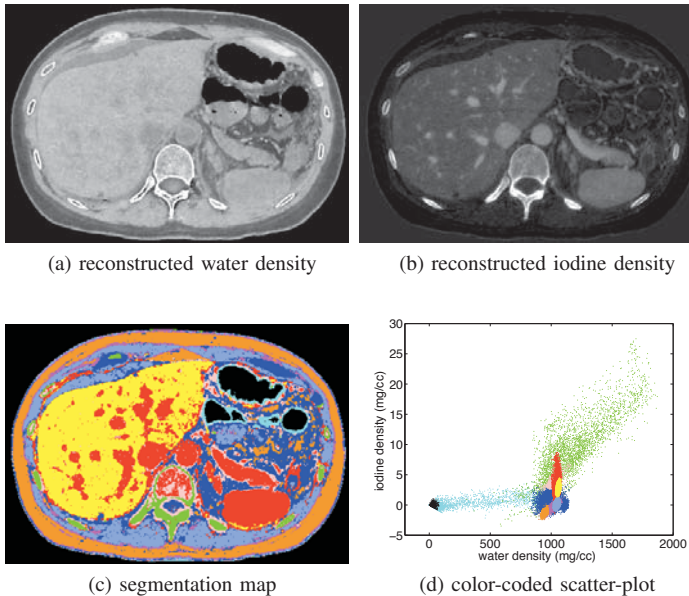 (a) reconstructed water density
(b) reconstructed iodine density
30
25
20
15
10
5
0
−5
iodine density (mg/cc)
0
500
1000
1500
2000
water density (mg/cc)
(c) segmentation map
(d) color-coded scatter-plot